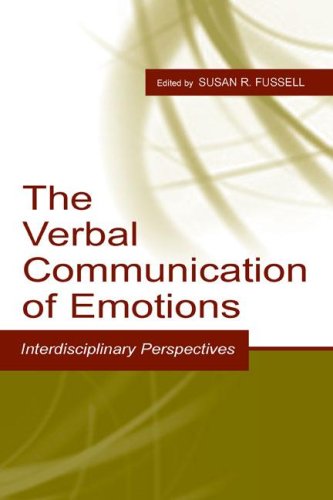 Edited by SUSAN R. FUSSELL
The
Verbal
Communication
of Emotions
Interdisciplinary Perspectives